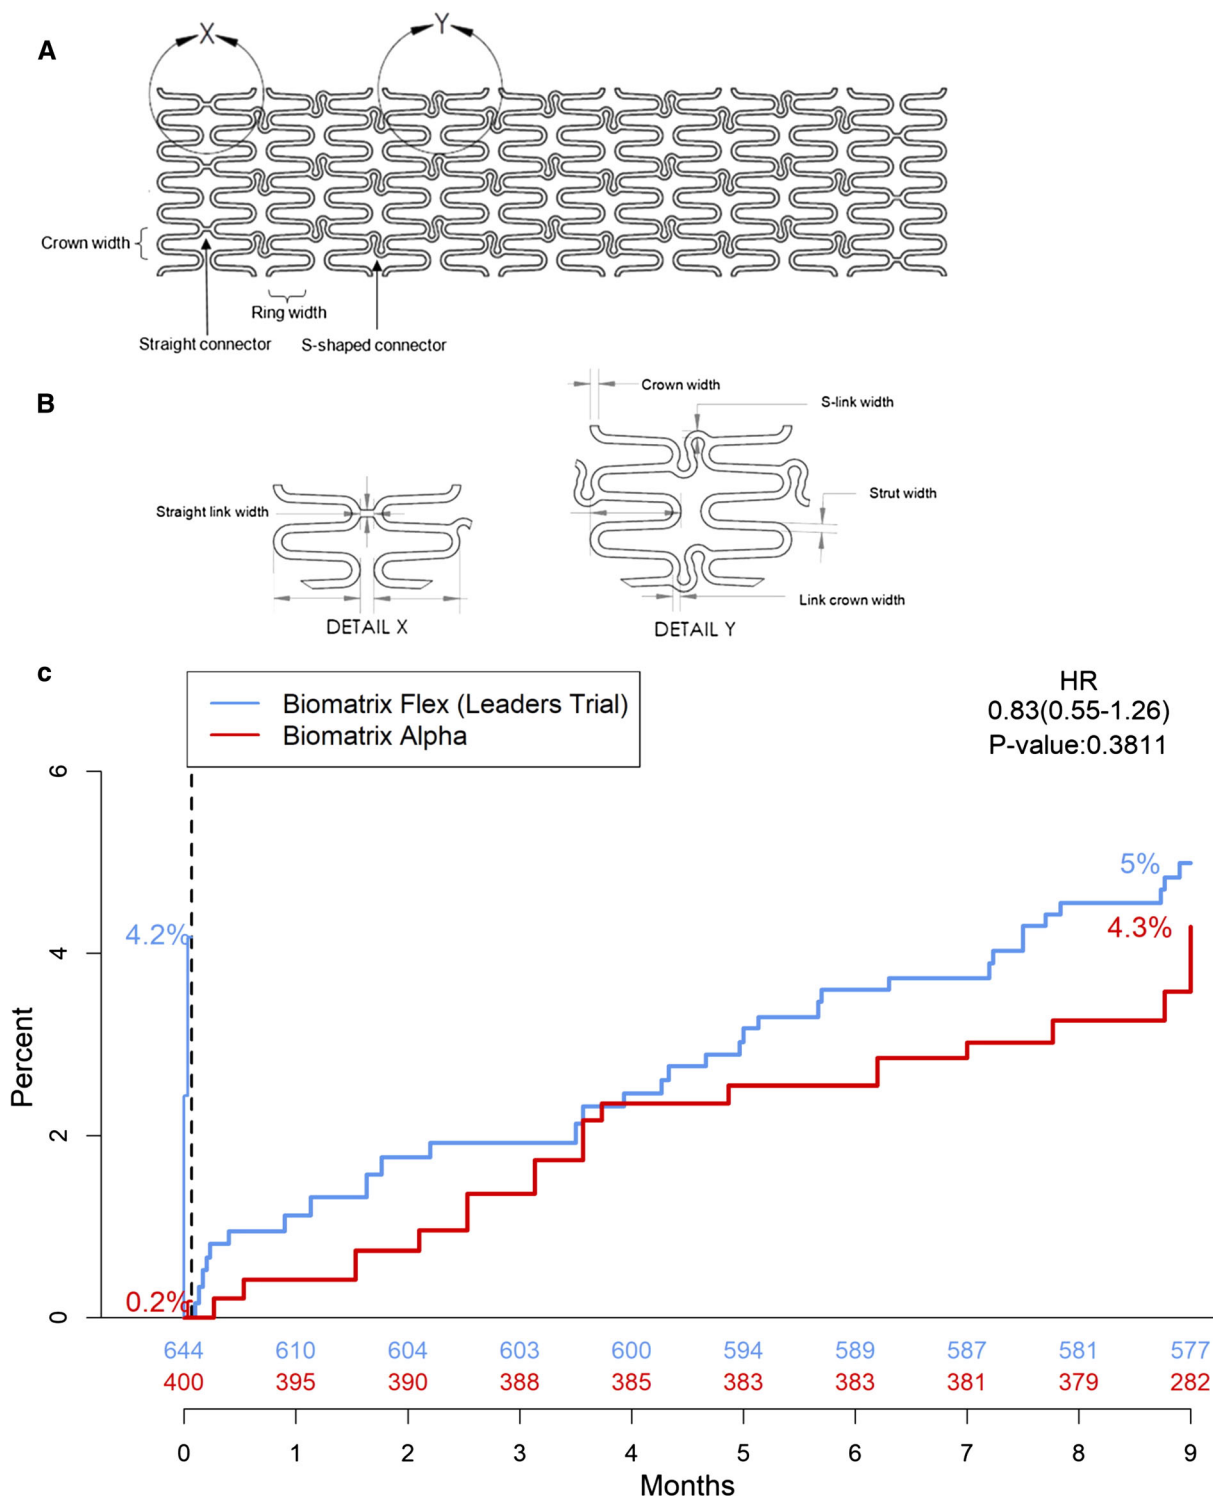 A
X
Y
Crown width
Ring width
Straight connector
S-shaped connector
B
Crown width
S-link width
Straight link width
Strut width
Link crown width
DETAIL X
DETAIL Y
c
Biomatrix Flex (Leaders Trial)
Biomatrix Alpha
HR
0.83(0.55-1.26)
P-value:0.3811
6
5%
4.2%
4.3%
4
Percent
2
0.2%
0
644 610 604 603 600 594 589 587 581 577
400 395 390 388 385 383 383 381 379 282
0 1 2 3 4 5 6 7 8 9
Months